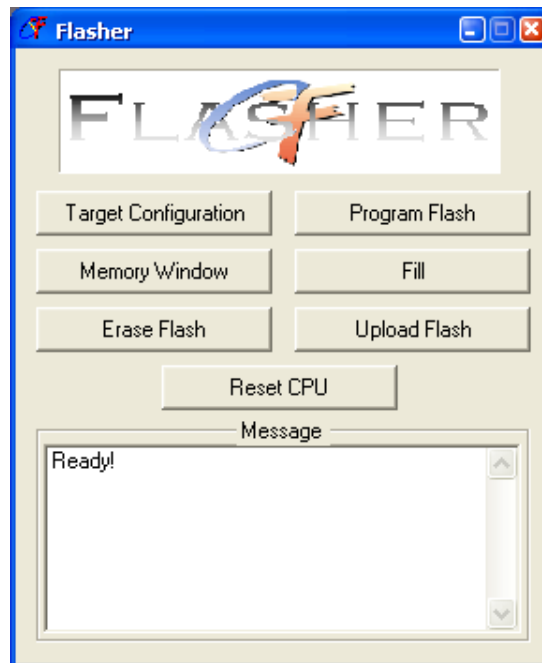 Flasher
FLASHER
Target Configuration Program Flash
Memory Window Fill
Erase Flash Upload Flash
Reset CPU
Message
Ready!